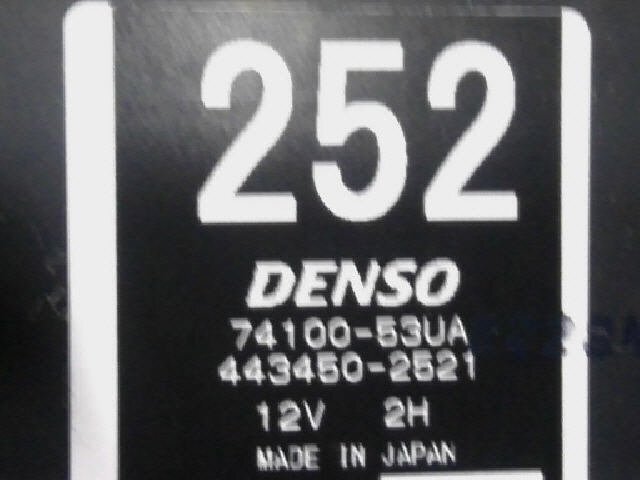 252
DENSO
74100-53UA
443450-2521
12V 2H
MADE IN JAPAN